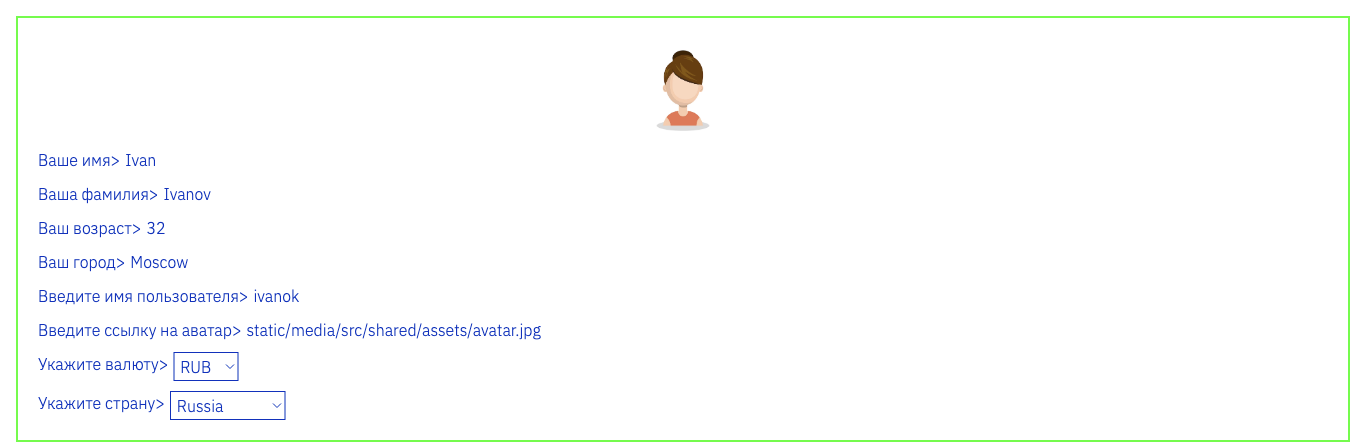 Ваше имя> Ivan
Ваша фамилия> Ivanov
Ваш возраст> 32
Ваш город> Moscow
Введите имя пользователя> ivanok
Введите ссылку на аватар> static/media/src/shared/assets/avatar.jpg
Укажите валюту> RUB
Укажите страну> Russia